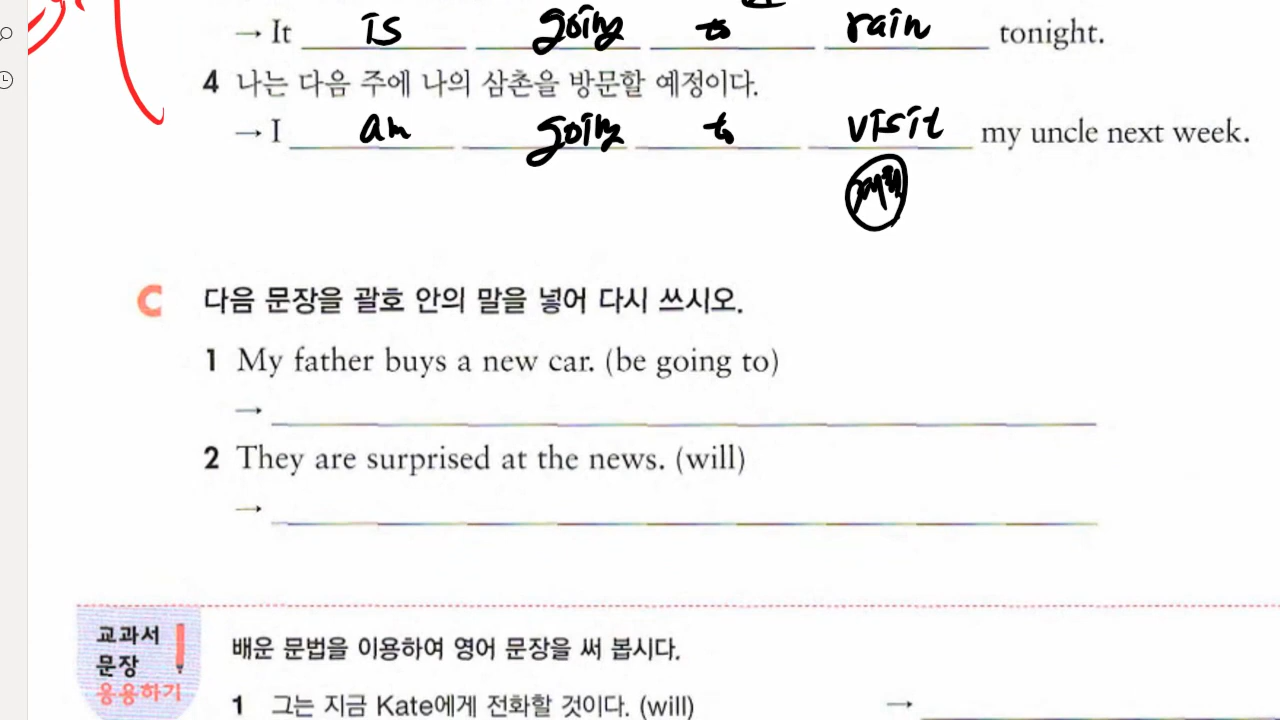 → It is going to rain tonight.
4 나는 다음 주에 나의 삼촌을 방문할 예정이다.
→ I am going to visit my uncle next week.
C 다음 문장을 괄호 안의 말을 넣어 다시 쓰시오.
1 My father buys a new car. (be going to)
→
2 They are surprised at the news. (will)
→
교과서 문장 응용하기
배운 문법을 이용하여 영어 문장을 써 봅시다.
1 그는 지금 Kate에게 전화할 것이다. (will) →